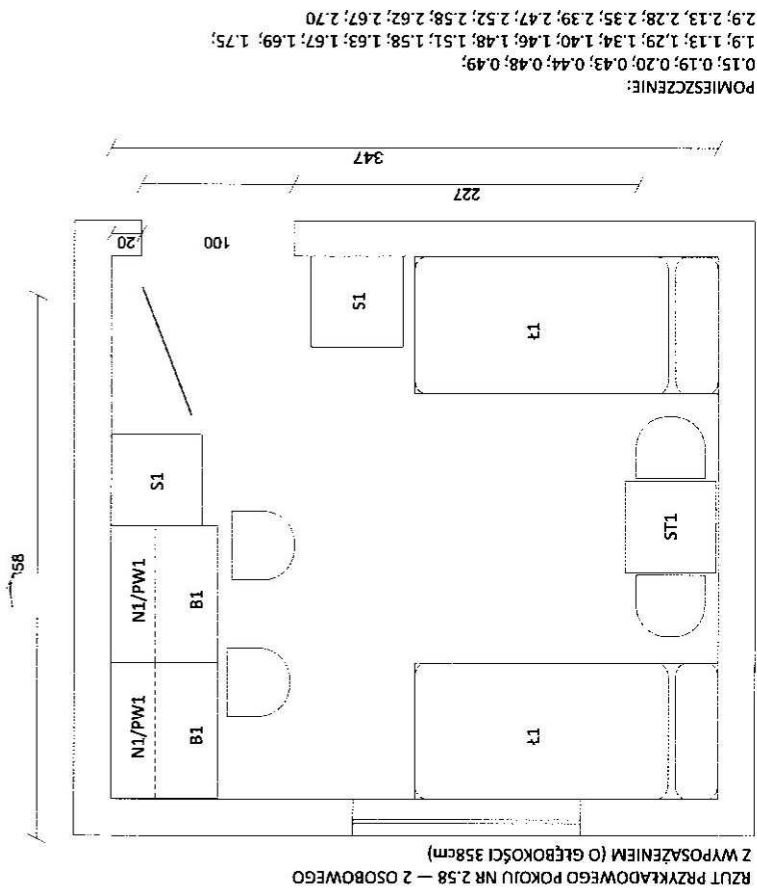 RZUT PRZYKŁADOWEGO POKOJU NR 2.58 — 2 OSOBOWEGO
Z WYPOSAŻENIEM (O GŁĘBOKOŚCI 358cm)
Ł1
B1
N1/PW1
B1
N1/PW1
ST1
S1
Ł1
S1
100
20
227
347
POMIESZCZENIE:
0.15; 0.19; 0.20; 0.43; 0.44; 0.48; 0.49;
1.9; 1.13; 1,29; 1.34; 1.40; 1.46; 1.48; 1.51; 1.58; 1.63; 1.67; 1.69; 1.75;
2.9; 2.13, 2.28; 2.35; 2.39; 2.47; 2.52; 2.58; 2.62; 2.67; 2.70